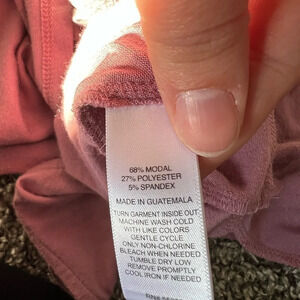 68% MODAL
27% POLYESTER
5% SPANDEX
MADE IN GUATEMALA
TURN GARMENT INSIDE OUT
MACHINE WASH COLD
WITH LIKE COLORS
GENTLE CYCLE
ONLY NON-CHLORINE
BLEACH WHEN NEEDED
TUMBLE DRY LOW
REMOVE PROMPTLY
COOL IRON IF NEEDED